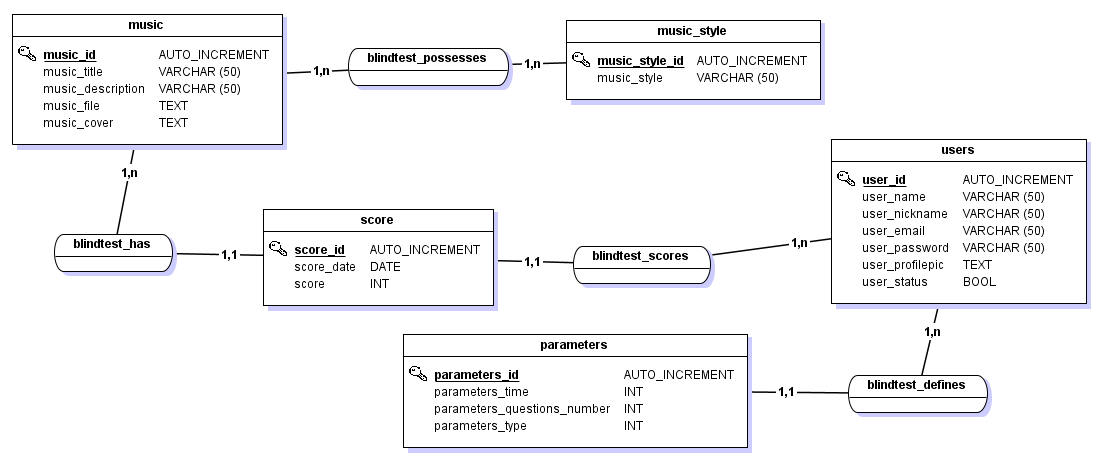 music
music_id AUTO_INCREMENT
music_title VARCHAR (50)
music_description VARCHAR (50)
music_file TEXT
music_cover TEXT
1,n
blindtest_possesses
1,n
music_style
music_style_id AUTO_INCREMENT
music_style VARCHAR (50)
users
user_id AUTO_INCREMENT
user_name VARCHAR (50)
user_nickname VARCHAR (50)
user_email VARCHAR (50)
user_password VARCHAR (50)
user_profilepic TEXT
user_status BOOL
1,n
blindtest_has
1,1
score
score_id AUTO_INCREMENT
score_date DATE
score INT
1,1
blindtest_scores
1,n
1,n
parameters
parameters_id AUTO_INCREMENT
parameters_time INT
parameters_questions_number INT
parameters_type INT
1,1
blindtest_defines